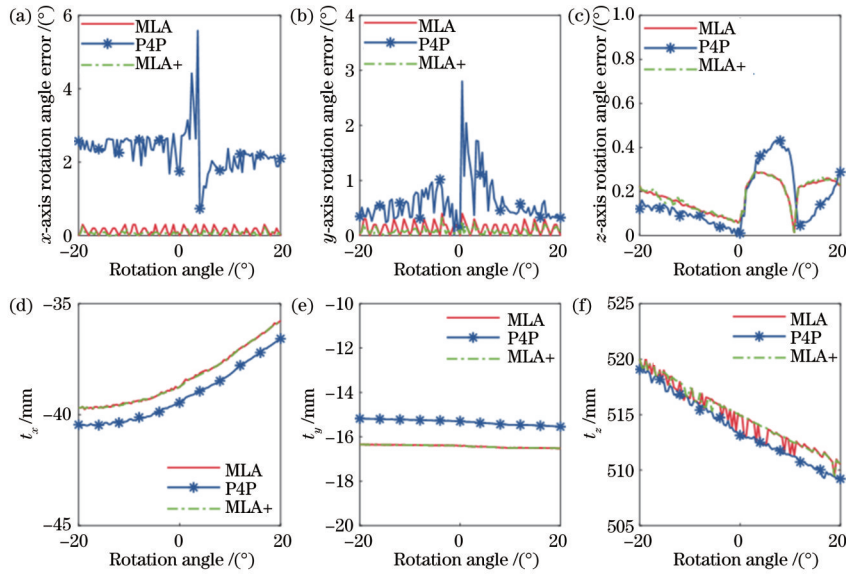 (a)
6
4
2
0
x-axis rotation angle error /(°)
MLA
P4P
MLA+
−20
0
20
Rotation angle /(°)
(b)
4
3
2
1
0
y-axis rotation angle error /(°)
MLA
P4P
MLA+
−20
0
20
Rotation angle /(°)
(c)
1.0
0.8
0.6
0.4
0.2
0
z-axis rotation angle error /(°)
MLA
P4P
MLA+
−20
0
20
Rotation angle /(°)
(d)
−35
−40
−45
tx /mm
MLA
P4P
MLA+
−20
0
20
Rotation angle /(°)
(e)
−10
−12
−14
−16
−18
−20
ty /mm
MLA
P4P
MLA+
−20
0
20
Rotation angle /(°)
(f)
525
520
515
510
505
tz /mm
MLA
P4P
MLA+
−20
0
20
Rotation angle /(°)